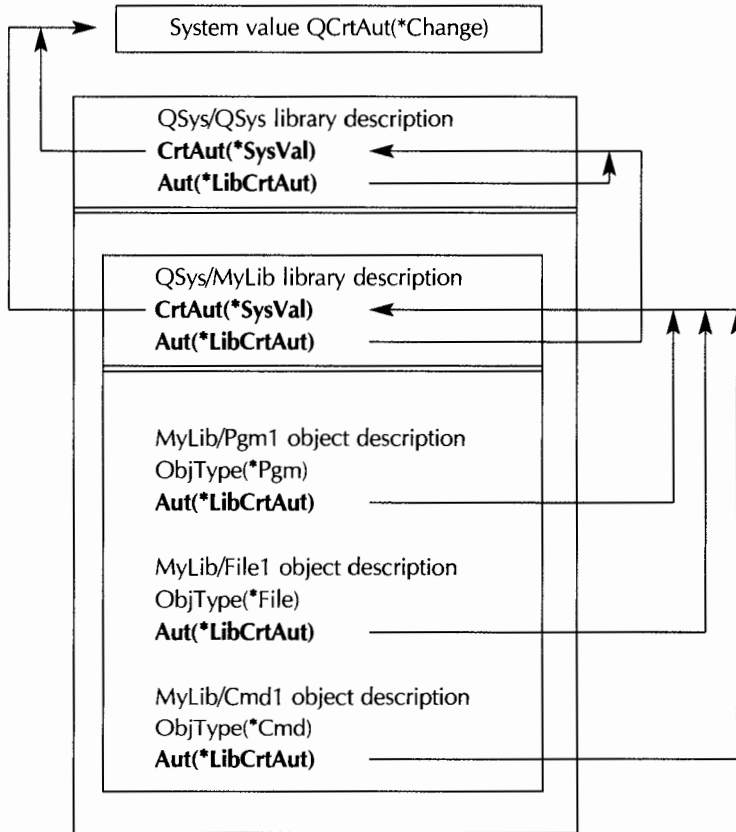 System value QCrtAut(*Change)
QSys/QSys library description
CrtAut(*SysVal)
Aut(*LibCrtAut)
QSys/MyLib library description
CrtAut(*SysVal)
Aut(*LibCrtAut)
MyLib/Pgm1 object description
ObjType(*Pgm)
Aut(*LibCrtAut)
MyLib/File1 object description
ObjType(*File)
Aut(*LibCrtAut)
MyLib/Cmd1 object description
ObjType(*Cmd)
Aut(*LibCrtAut)